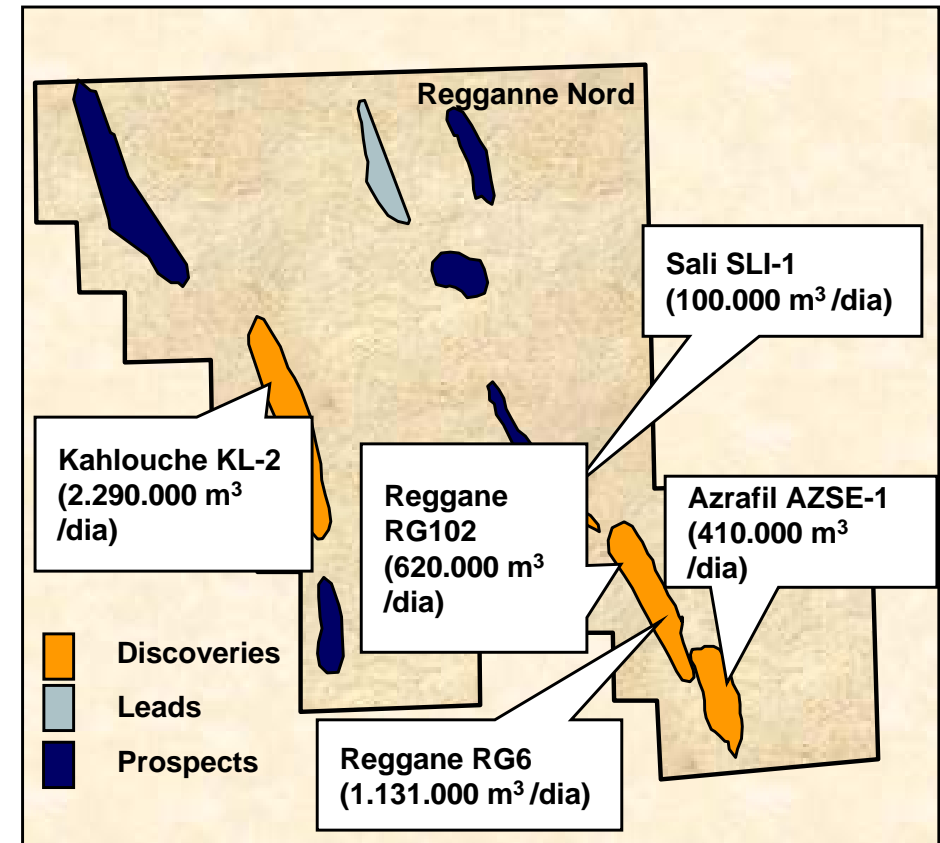 Regganne Nord
Sali SLI-1
(100.000 m³ /dia)
Kahlouche KL-2
(2.290.000 m³
/dia)
Reggane
RG102
(620.000 m³
/dia)
Azrafil AZSE-1
(410.000 m³
/dia)
Discoveries
Leads
Prospects
Reggane RG6
(1.131.000 m³ /dia)